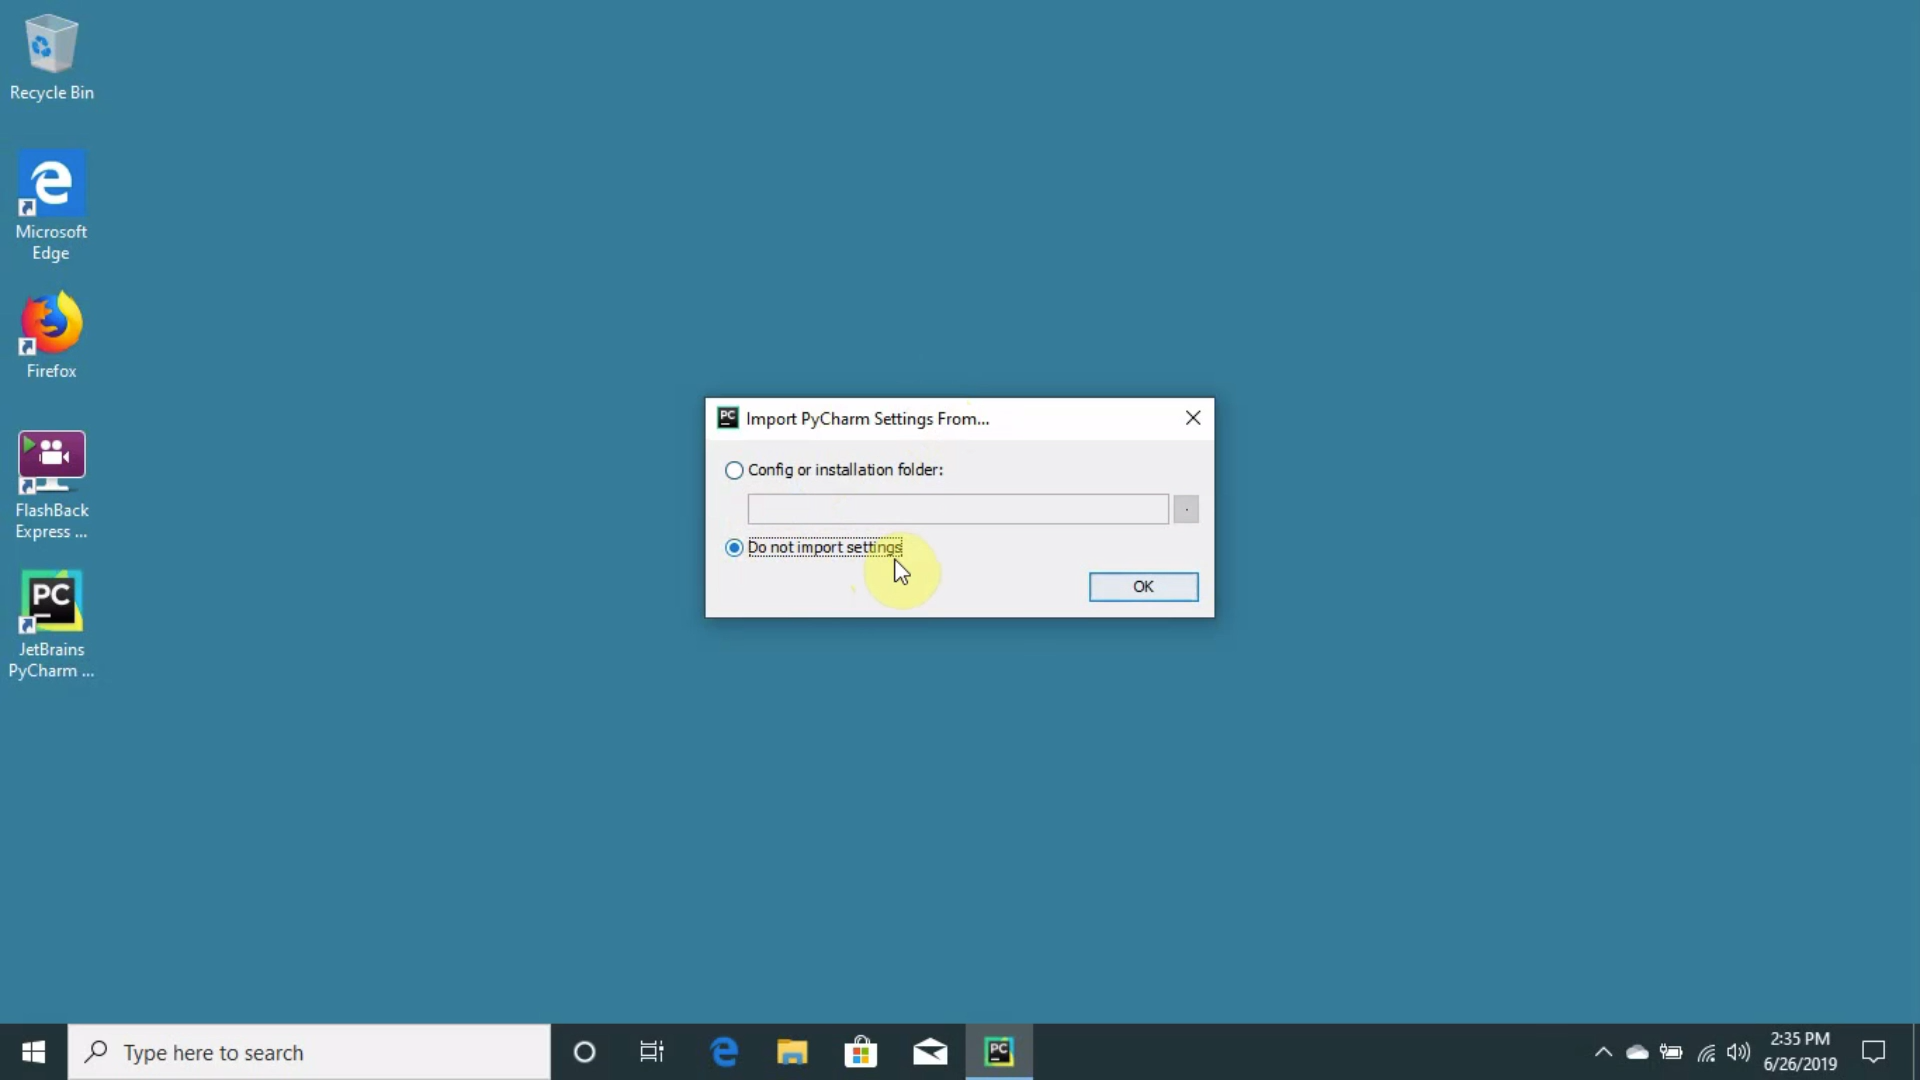 Recycle Bin
Microsoft
Edge
Firefox
FlashBack
Express ...
PC
JetBrains
PyCharm ...
PC
Import PyCharm Settings From...
Config or installation folder:
.
Do not import settings
OK
Type here to search
PC
2:35 PM
6/26/2019